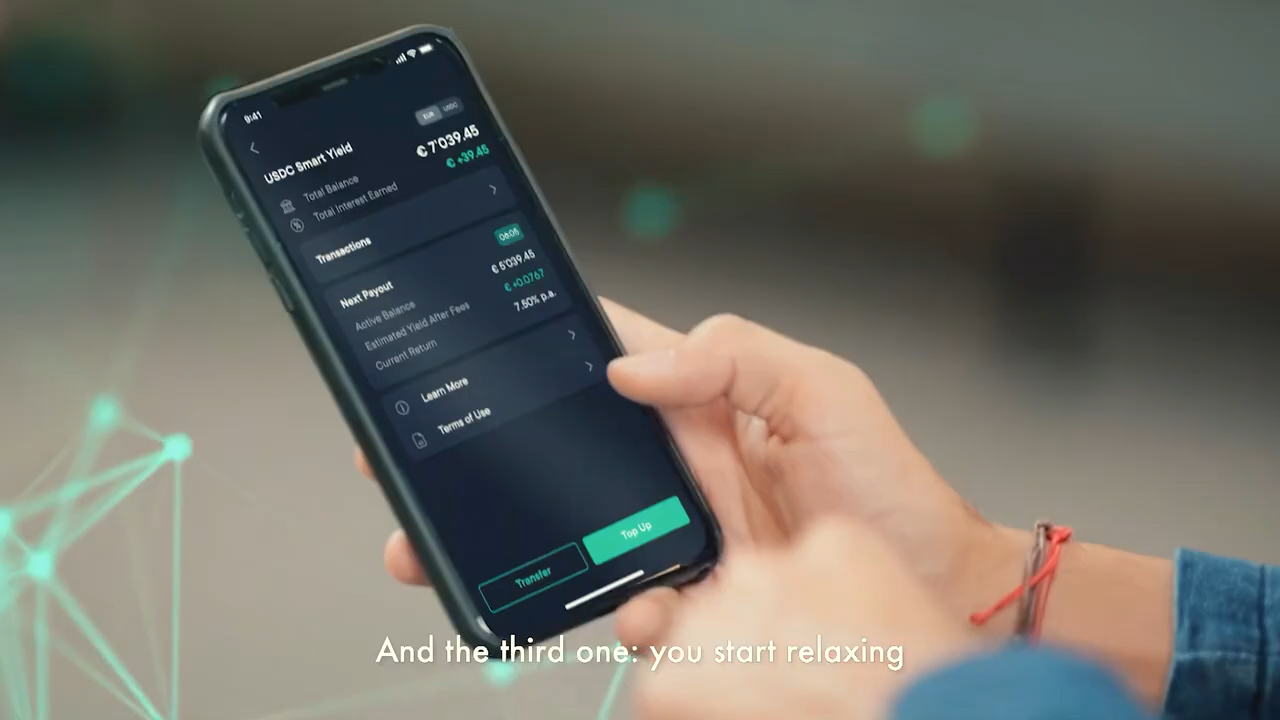 9:41
EUR USDC
USDC Smart Yield
€ 7'039.45
Total Balance
€ +39.45
Total Interest Earned
Transactions
06:05
Next Payout
€ 5'039.45
Active Balance
€ +0.0767
Estimated Yield After Fees
7.50% p.a.
Current Return
Learn More
Terms of Use
Top Up
Transfer
And the third one: you start relaxing